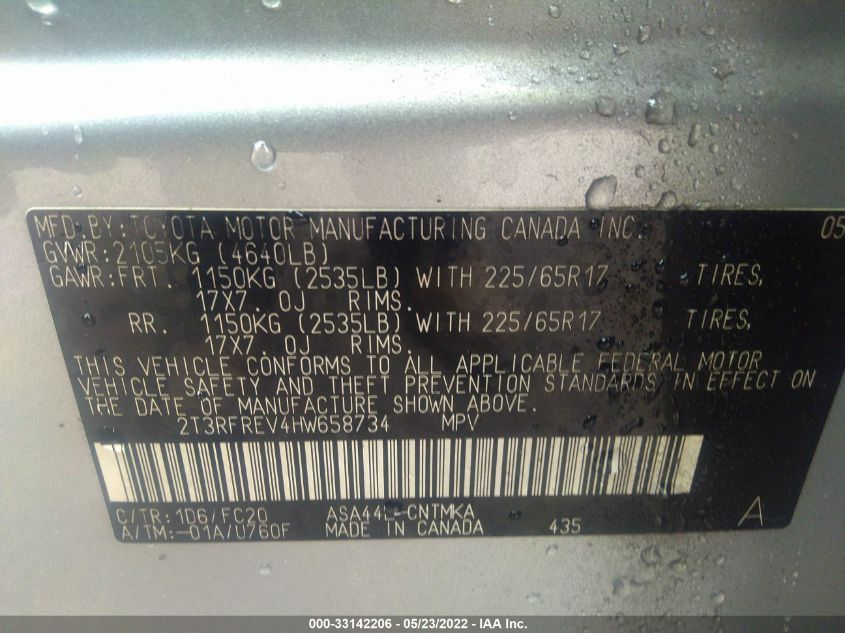 MFD.BY:TOYOTA MOTOR MANUFACTURING CANADA INC. 05
GVWR:2105KG (4640LB)
GAWR:FRT. 1150KG (2535LB) WITH 225/65R17 TIRES,
17X7.0J RIMS.
RR. 1150KG (2535LB) WITH 225/65R17 TIRES,
17X7.0J RIMS.
THIS VEHICLE CONFORMS TO ALL APPLICABLE FEDERAL MOTOR
VEHICLE SAFETY AND THEFT PREVENTION STANDARDS IN EFFECT ON
THE DATE OF MANUFACTURE SHOWN ABOVE.
2T3RFREV4HW658734 MPV
C/TR:1D6/FC20 ASA44L-CNTMKA A
A/TM:-01A/U760F MADE IN CANADA 435
000-33142206 - 05/23/2022 - IAA Inc.